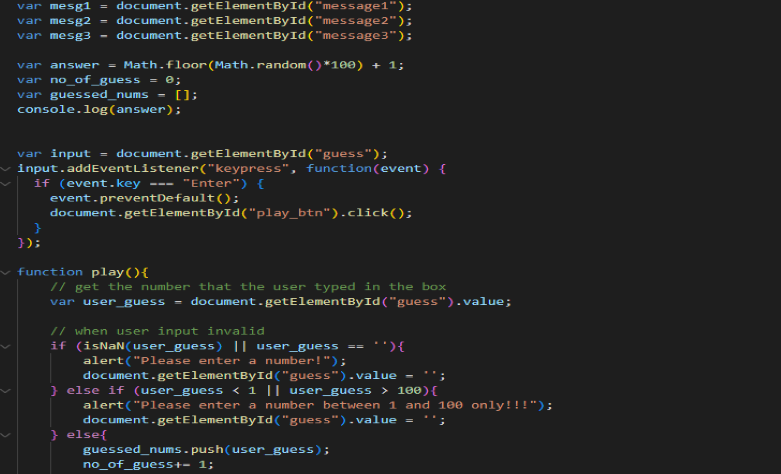 var mesg1 = document.getElementById("message1");
var mesg2 = document.getElementById("message2");
var mesg3 = document.getElementById("message3");
var answer = Math.floor(Math.random()*100) + 1;
var no_of_guess = 0;
var guessed_nums = [];
console.log(answer);
var input = document.getElementById("guess");
input.addEventListener("keypress", function(event) {
if (event.key === "Enter") {
event.preventDefault();
document.getElementById("play_btn").click();
}
});
function play(){
// get the number that the user typed in the box
var user_guess = document.getElementById("guess").value;
// when user input invalid
if (isNaN(user_guess) || user_guess == ''){
alert("Please enter a number!");
document.getElementById("guess").value = '';
} else if (user_guess < 1 || user_guess > 100){
alert("Please enter a number between 1 and 100 only!!!");
document.getElementById("guess").value = '';
} else{
guessed_nums.push(user_guess);
no_of_guess+= 1;